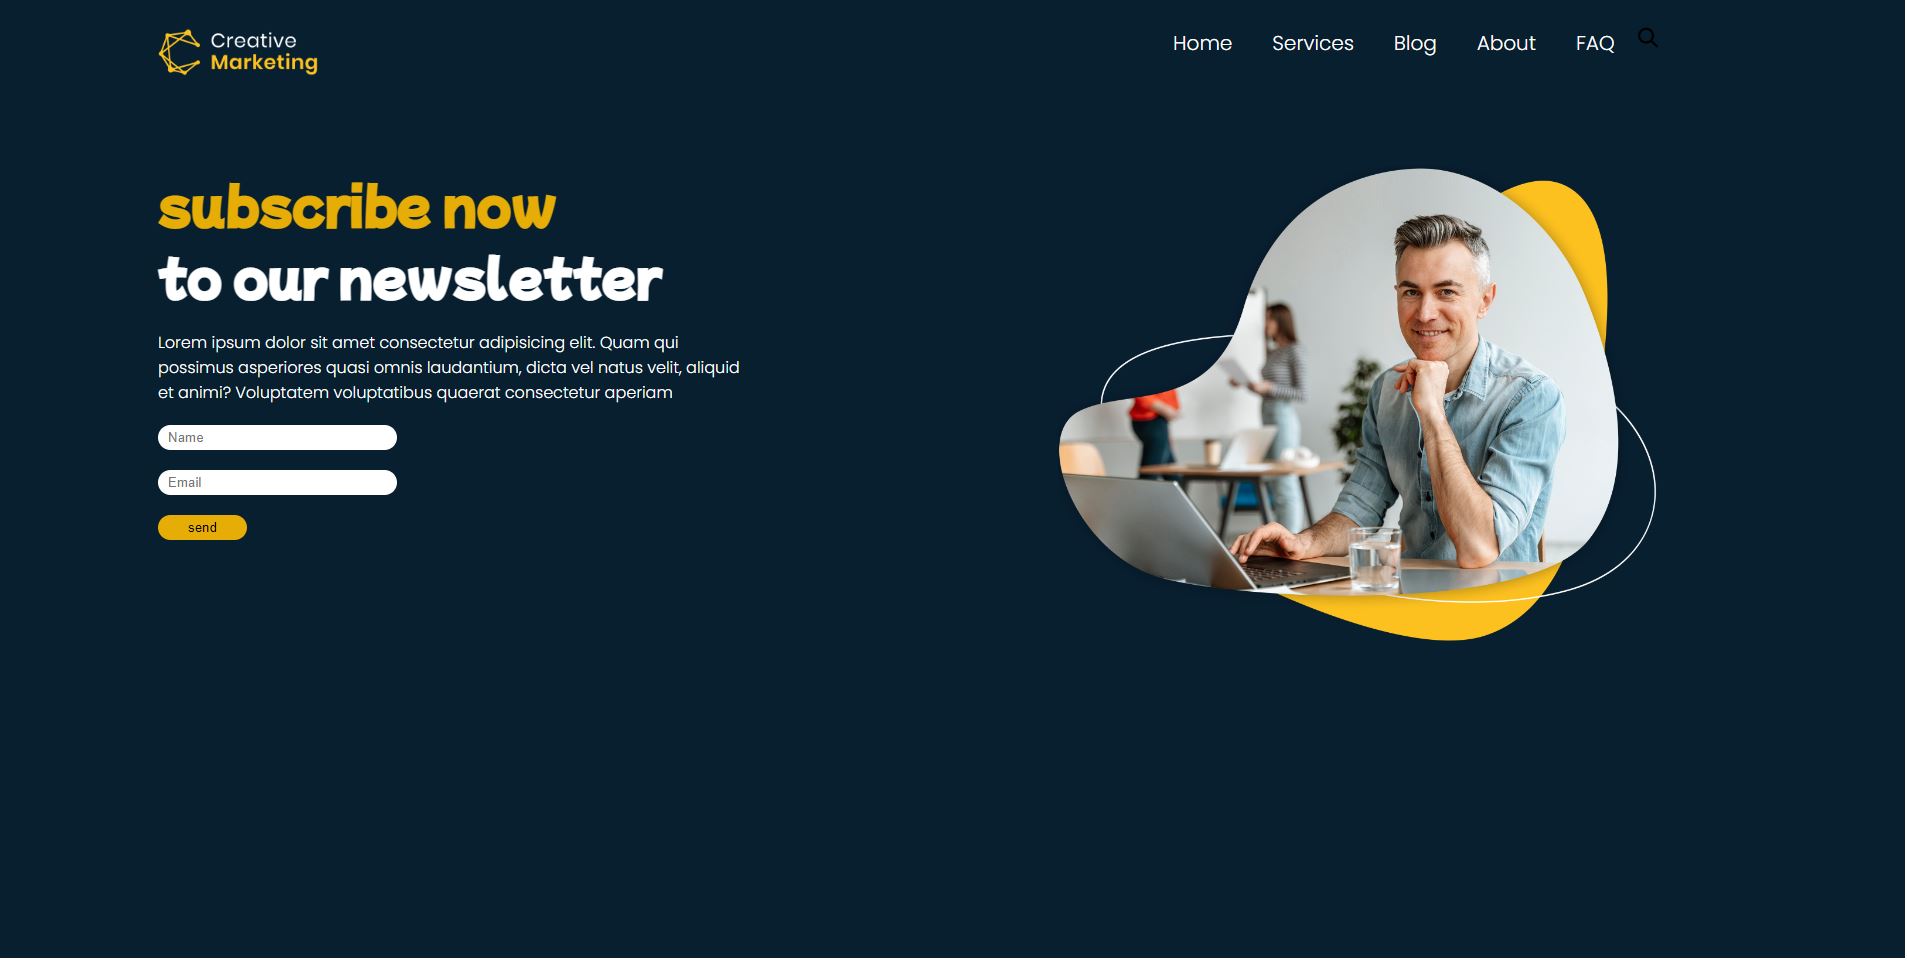 Creative
Marketing
Home Services Blog About FAQ
subscribe now
to our newsletter
Lorem ipsum dolor sit amet consectetur adipisicing elit. Quam qui
possimus asperiores quasi omnis laudantium, dicta vel natus velit, aliquid
et animi? Voluptatem voluptatibus quaerat consectetur aperiam
Name
Email
send